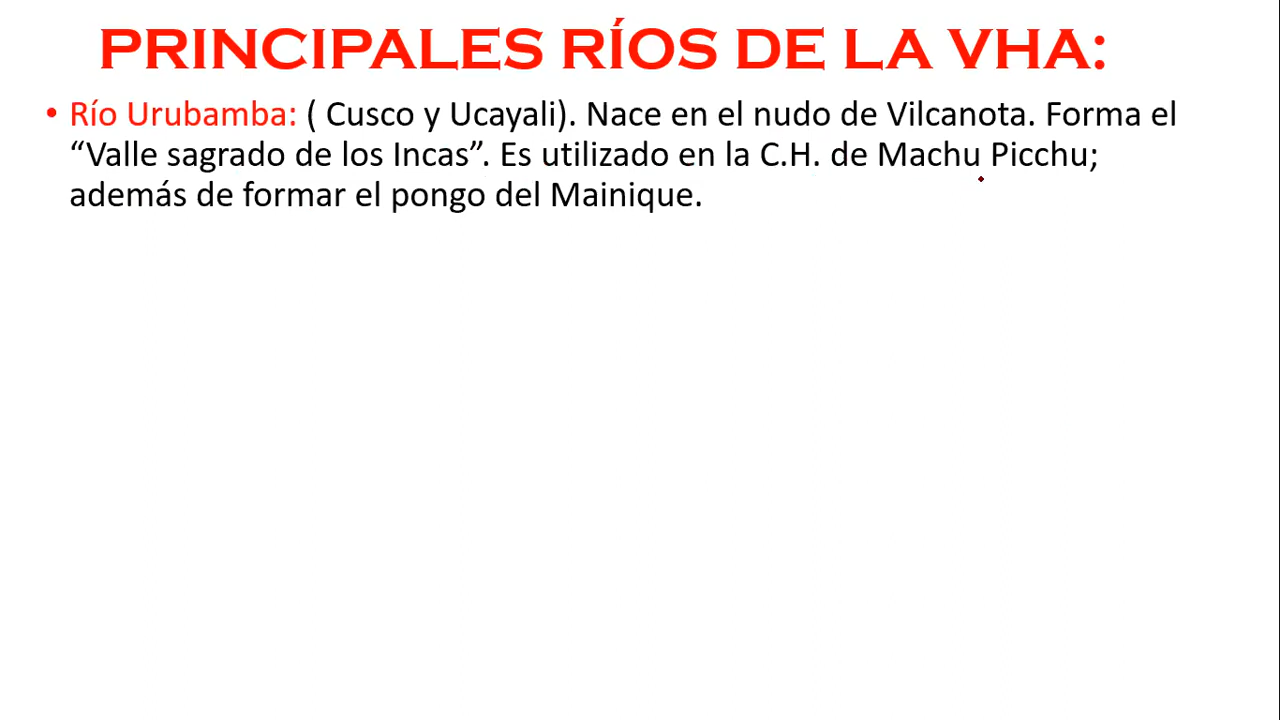 PRINCIPALES RÍOS DE LA VHA:
• Río Urubamba: ( Cusco y Ucayali). Nace en el nudo de Vilcanota. Forma el
“Valle sagrado de los Incas”. Es utilizado en la C.H. de Machu Picchu;
además de formar el pongo del Mainique.